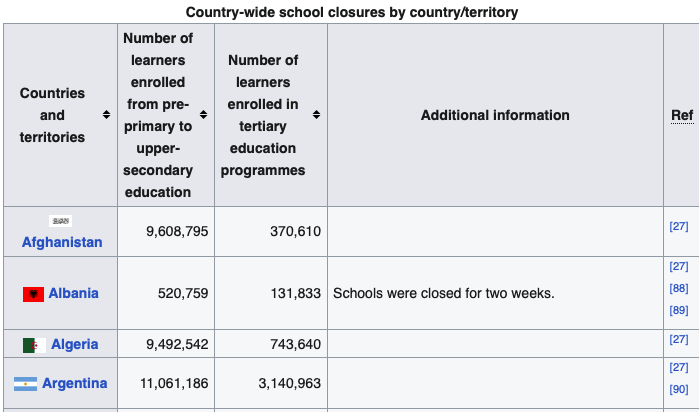 Country-wide school closures by country/territory
Countries
and
territories
Number of
learners
enrolled
from pre-
primary to
upper-
secondary
education
Number of
learners
enrolled in
tertiary
education
programmes
Additional information
Ref
Afghanistan
9,608,795
370,610
[27]
Albania
520,759
131,833
Schools were closed for two weeks.
[27]
[88]
[89]
Algeria
9,492,542
743,640
[27]
Argentina
11,061,186
3,140,963
[27]
[90]